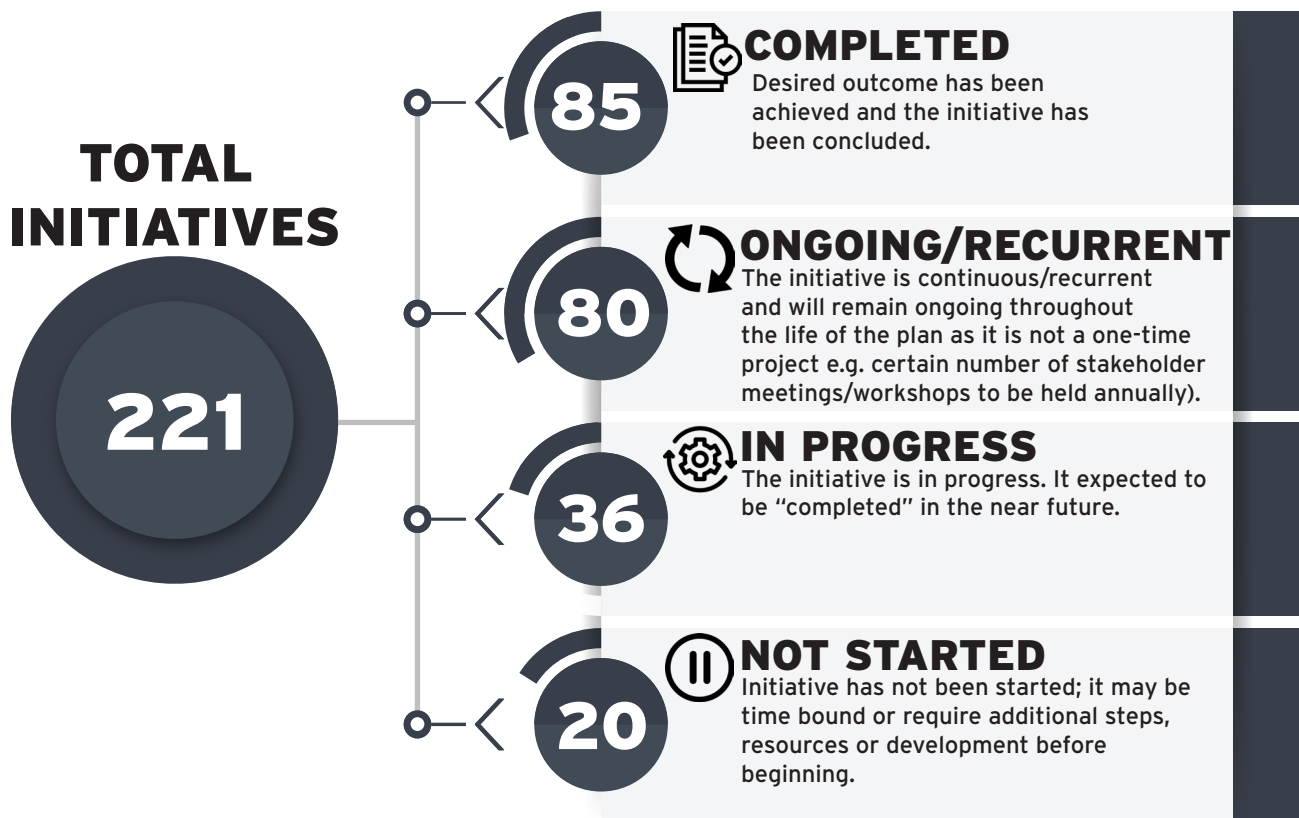 TOTAL
INITIATIVES
221
85
COMPLETED
Desired outcome has been
achieved and the initiative has
been concluded.
80
ONGOING/RECURRENT
The initiative is continuous/recurrent
and will remain ongoing throughout
the life of the plan as it is not a one-time
project e.g. certain number of stakeholder
meetings/workshops to be held annually).
36
IN PROGRESS
The initiative is in progress. It expected to
be “completed” in the near future.
20
NOT STARTED
Initiative has not been started; it may be
time bound or require additional steps,
resources or development before
beginning.